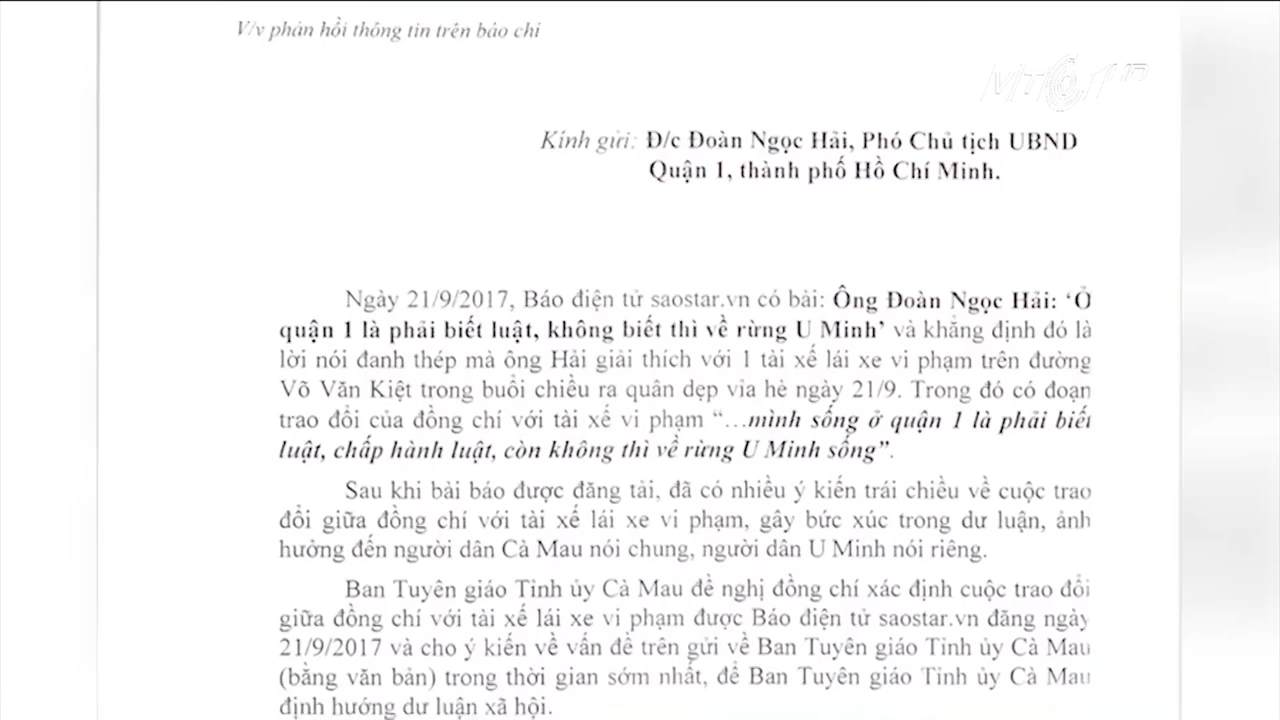 V/v phản hồi thông tin trên báo chí
VTC1 HD
Kính gửi: Đ/c Đoàn Ngọc Hải, Phó Chủ tịch UBND
Quận 1, thành phố Hồ Chí Minh.
Ngày 21/9/2017, Báo điện tử saostar.vn có bài: Ông Đoàn Ngọc Hải: ‘Ở
quận 1 là phải biết luật, không biết thì về rừng U Minh’ và khẳng định đó là
lời nói đanh thép mà ông Hải giải thích với 1 tài xế lái xe vi phạm trên đường
Võ Văn Kiệt trong buổi chiều ra quân dẹp vỉa hè ngày 21/9. Trong đó có đoạn
trao đổi của đồng chí với tài xế vi phạm “…mình sống ở quận 1 là phải biết
luật, chấp hành luật, còn không thì về rừng U Minh sống”.
Sau khi bài báo được đăng tải, đã có nhiều ý kiến trái chiều về cuộc trao
đổi giữa đồng chí với tài xế lái xe vi phạm, gây bức xúc trong dư luận, ảnh
hưởng đến người dân Cà Mau nói chung, người dân U Minh nói riêng.
Ban Tuyên giáo Tỉnh ủy Cà Mau đề nghị đồng chí xác định cuộc trao đổi
giữa đồng chí với tài xế lái xe vi phạm được Báo điện tử saostar.vn đăng ngày
21/9/2017 và cho ý kiến về vấn đề trên gửi về Ban Tuyên giáo Tỉnh ủy Cà Mau
(bằng văn bản) trong thời gian sớm nhất, để Ban Tuyên giáo Tỉnh ủy Cà Mau
định hướng dư luận xã hội.